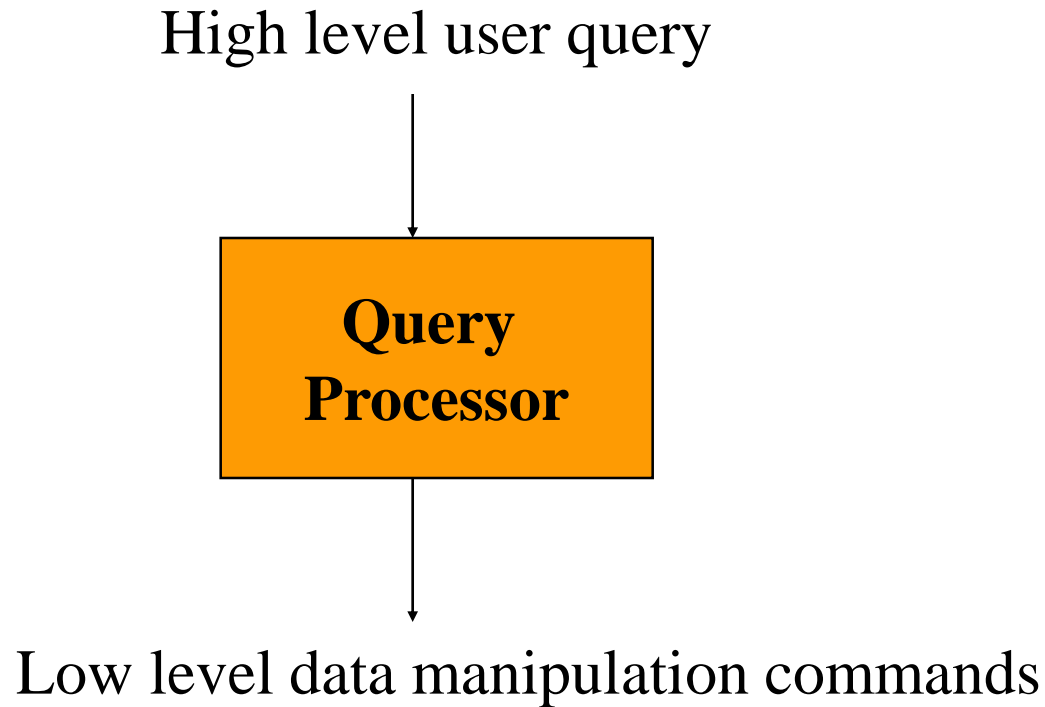 High level user query
Query
Processor
Low level data manipulation commands